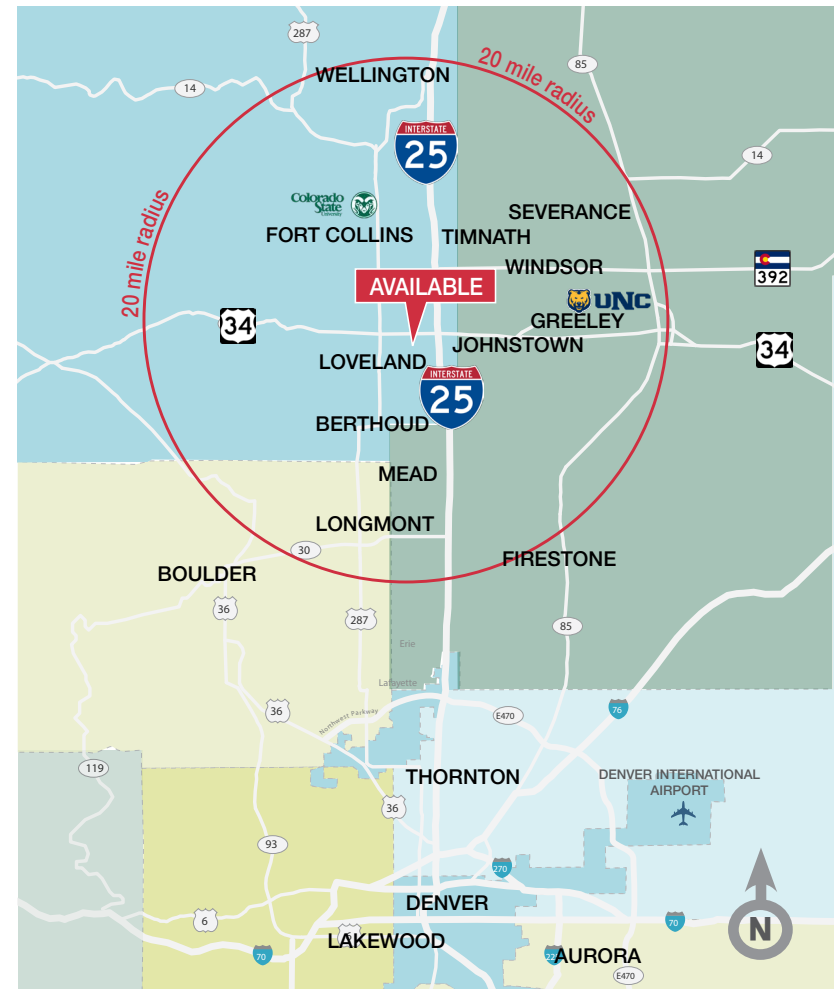 287
85
WELLINGTON
20 mile radius
14
INTERSTATE
25
14
Colorado
State
University
SEVERANCE
FORT COLLINS
TIMNATH
20 mile radius
WINDSOR
392
AVAILABLE
UNC
GREELEY
34
JOHNSTOWN
34
LOVELAND
INTERSTATE
25
BERTHOUD
MEAD
LONGMONT
30
FIRESTONE
BOULDER
36
287
85
Erie
Lafayette
36
Northwest Parkway
E470
76
119
THORNTON
DENVER INTERNATIONAL
AIRPORT
36
93
270
DENVER
6
6
70
N
LAKEWOOD
70
AURORA
E470